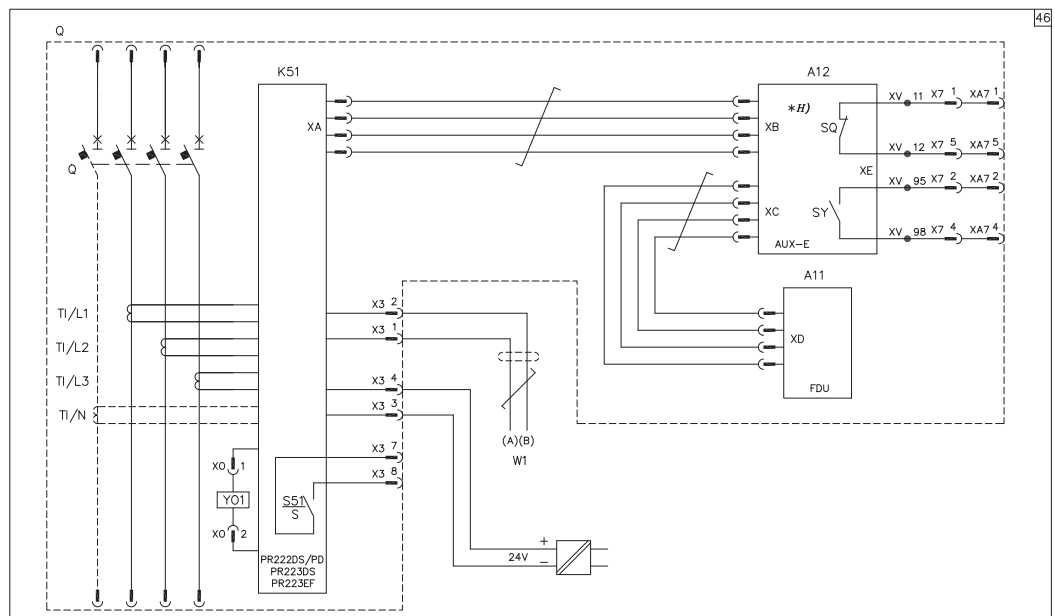 46
Q
K51
A12
XA
*H)
XB
SQ
XE
XC
SY
AUX-E
XV 11 X7 1 XA7 1
XV 12 X7 5 XA7 5
XV 95 X7 2 XA7 2
XV 98 X7 4 XA7 4
Q
A11
XD
FDU
TI/L1
TI/L2
TI/L3
TI/N
X3 2
X3 1
X3 4
X3 3
X3 7
X3 8
(A)(B)
W1
XO 1
YO1
XO 2
S51
S
PR222DS/PD
PR223DS
PR223EF
+
24V
−